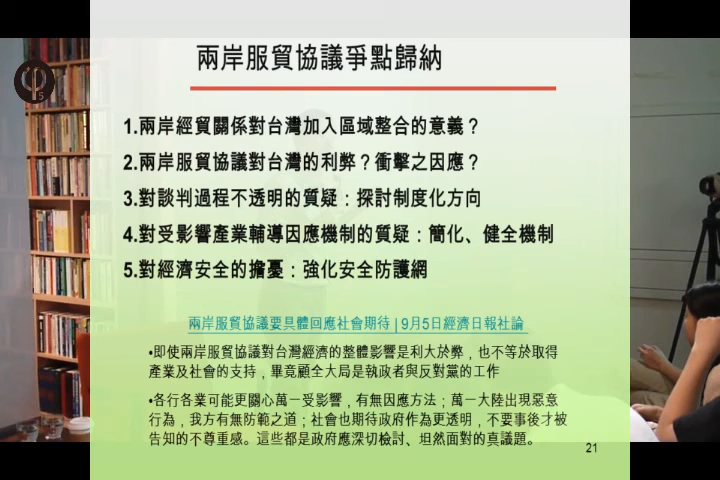 兩岸服貿協議爭點歸納
1.兩岸經貿關係對台灣加入區域整合的意義？
2.兩岸服貿協議對台灣的利弊？衝擊之因應？
3.對談判過程不透明的質疑：探討制度化方向
4.對受影響產業輔導因應機制的質疑：簡化、健全機制
5.對經濟安全的擔憂：強化安全防護網
兩岸服貿協議要具體回應社會期待 | 9月5日經濟日報社論
•即使兩岸服貿協議對台灣經濟的整體影響是利大於弊，也不等於取得
產業及社會的支持，畢竟顧全大局是執政者與反對黨的工作
•各行各業可能更關心萬一受影響，有無因應方法；萬一大陸出現惡意
行為，我方有無防範之道；社會也期待政府作為更透明，不要事後才被
告知的不尊重感。這些都是政府應深切檢討、坦然面對的真議題。
21